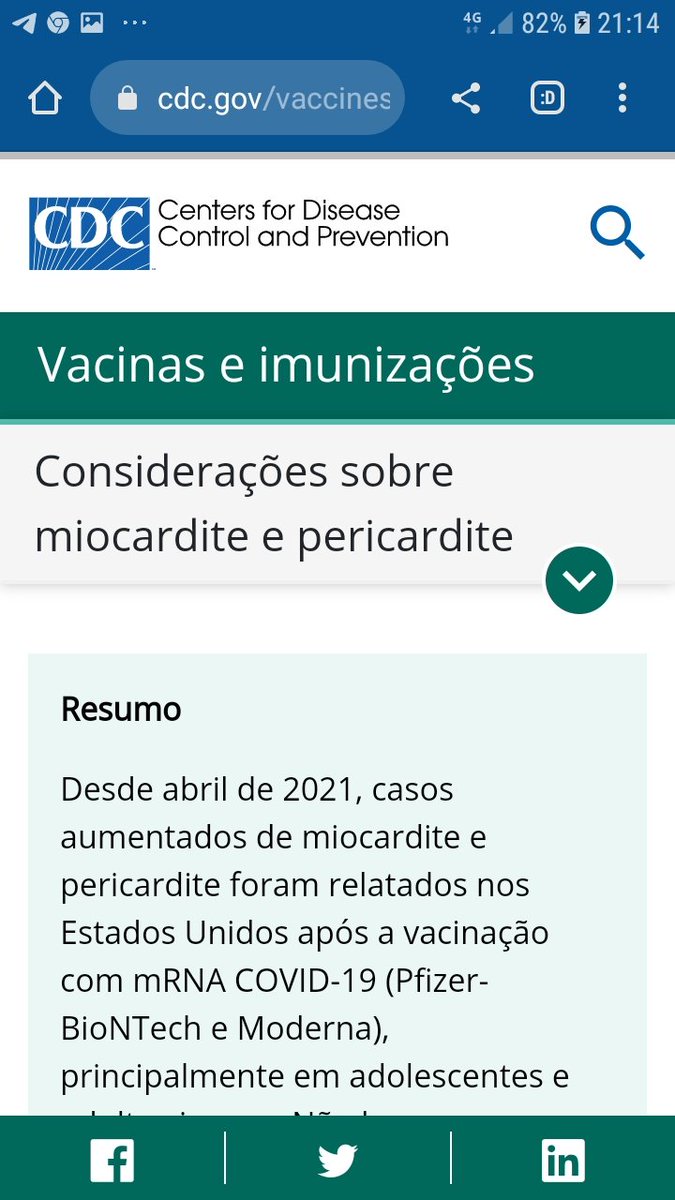 4G 82% 21:14
cdc.gov/vaccines
:D
CDC
Centers for Disease
Control and Prevention
Vacinas e imunizações
Considerações sobre
miocardite e pericardite
Resumo
Desde abril de 2021, casos
aumentados de miocardite e
pericardite foram relatados nos
Estados Unidos após a vacinação
com mRNA COVID-19 (Pfizer-
BioNTech e Moderna),
principalmente em adolescentes e